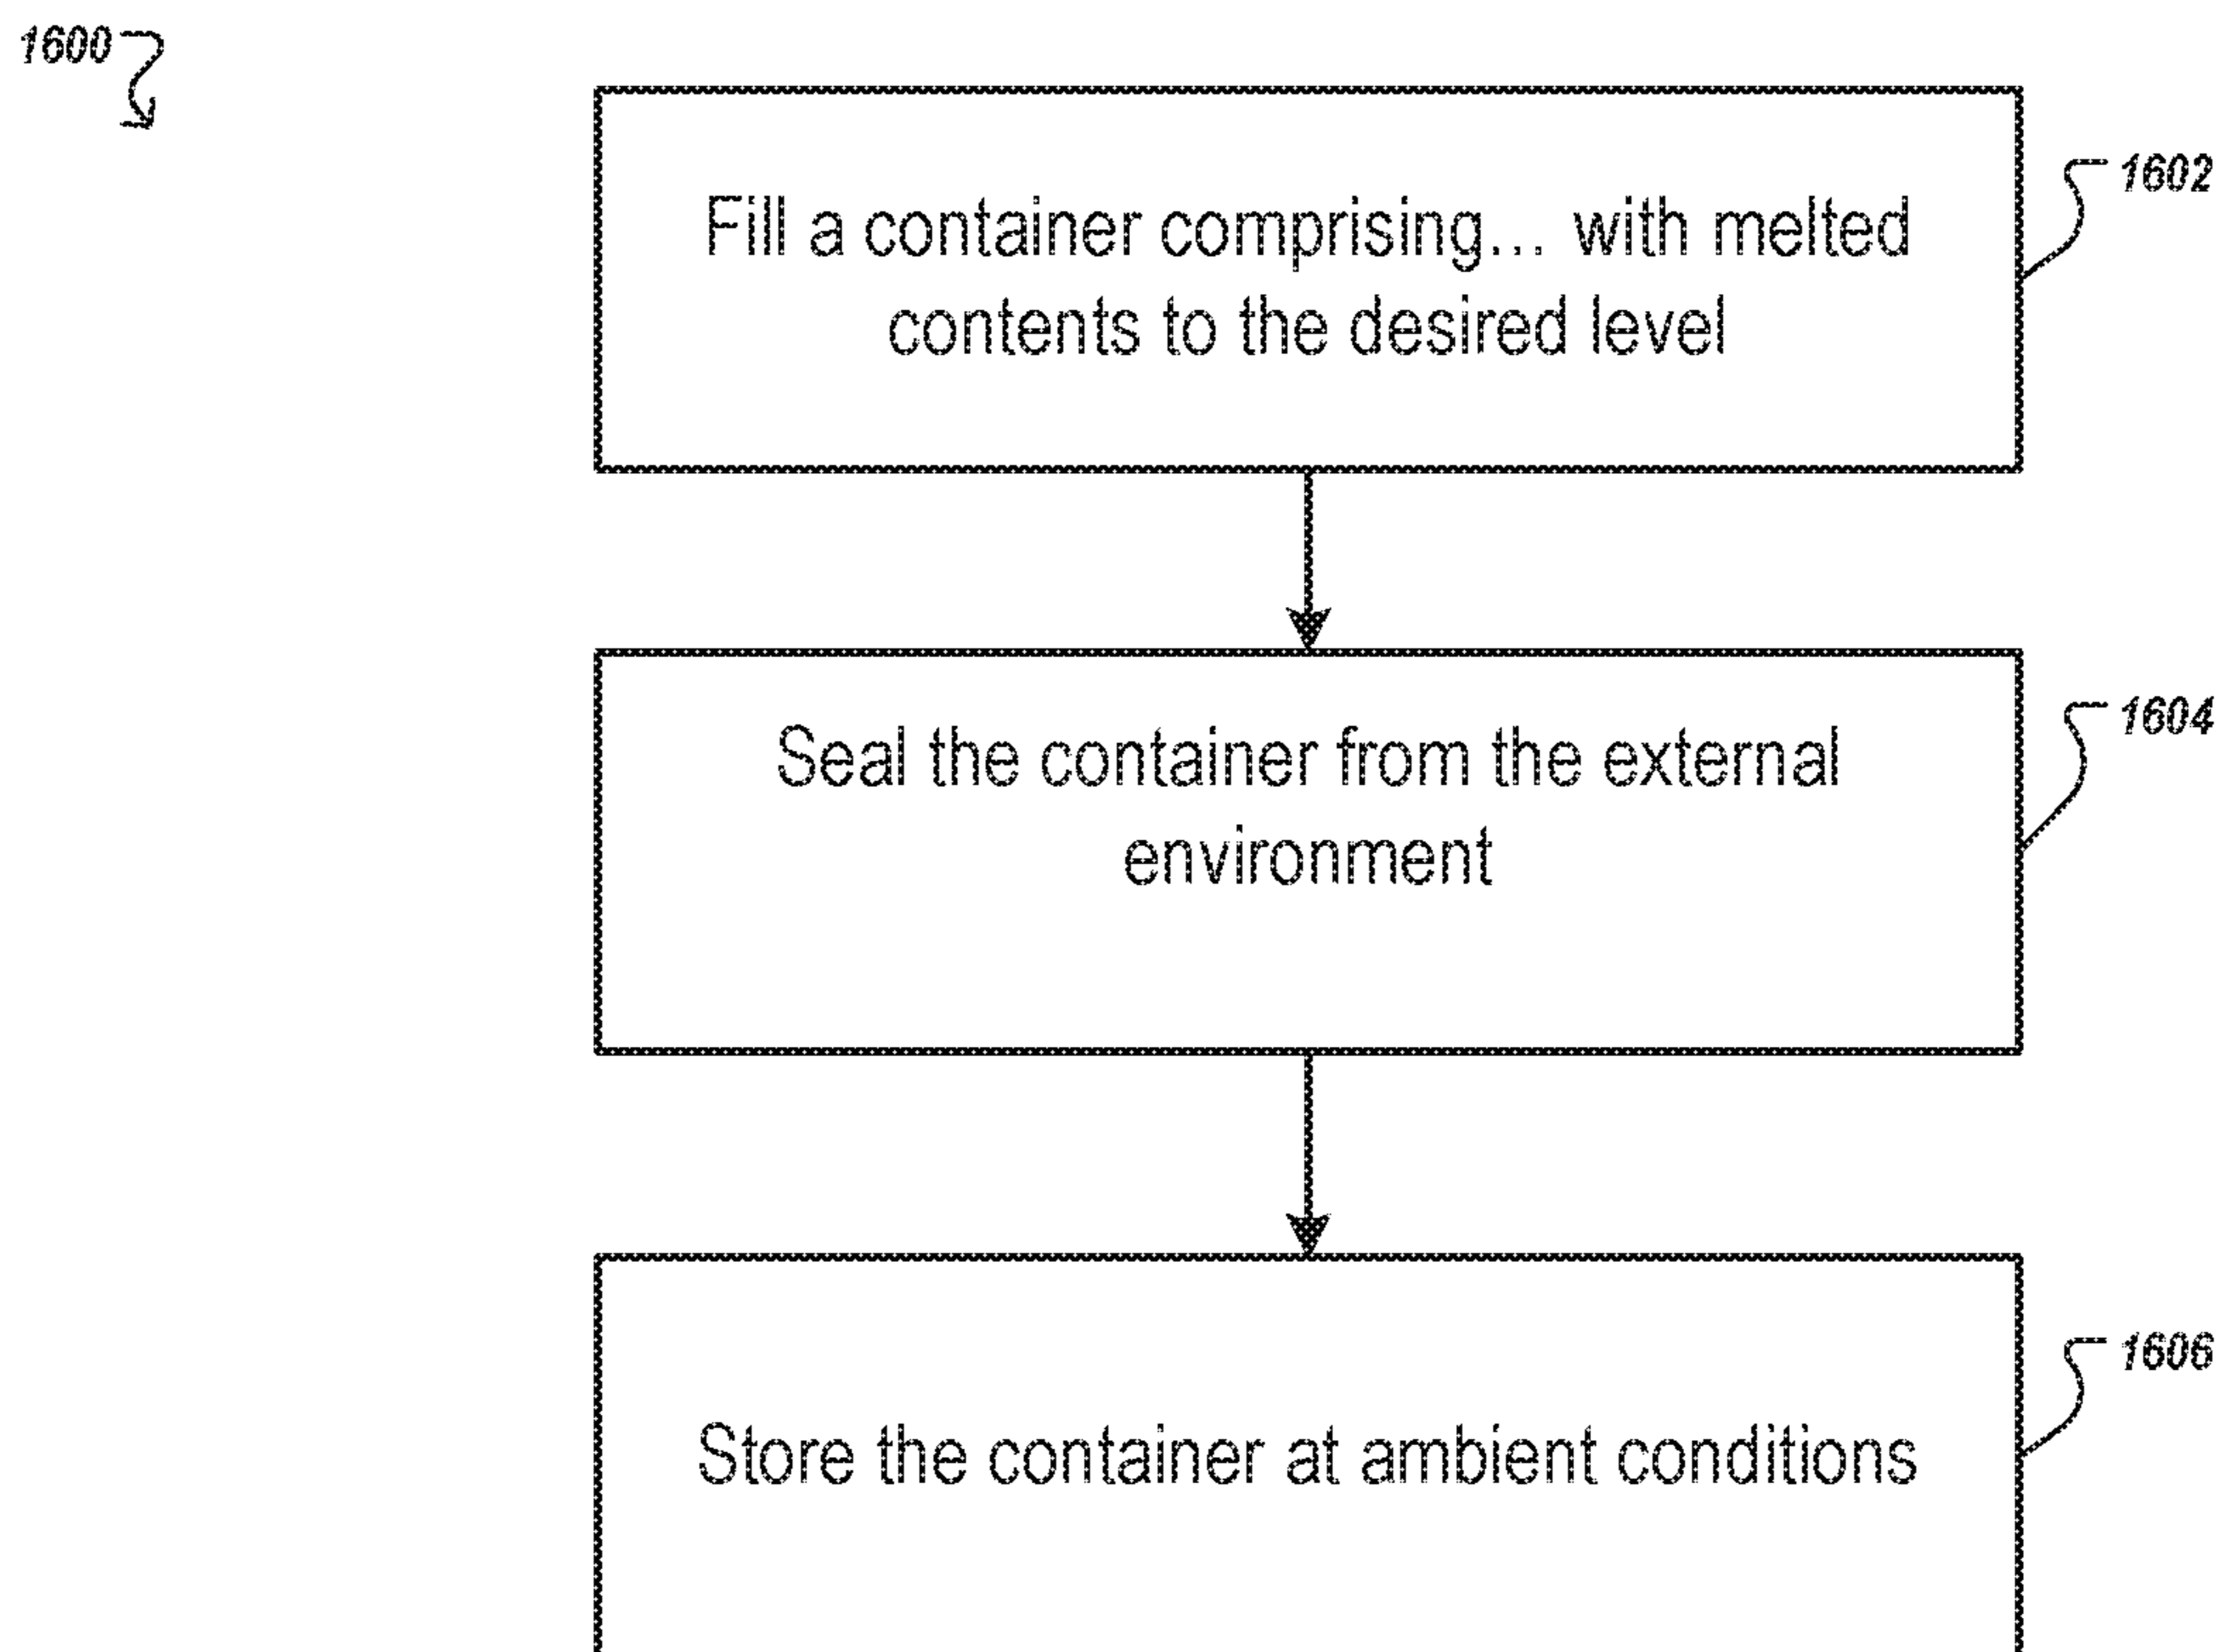 1600
Fill a container comprising... with melted
contents to the desired level
1602
Seal the container from the external
environment
1604
Store the container at ambient conditions
1606